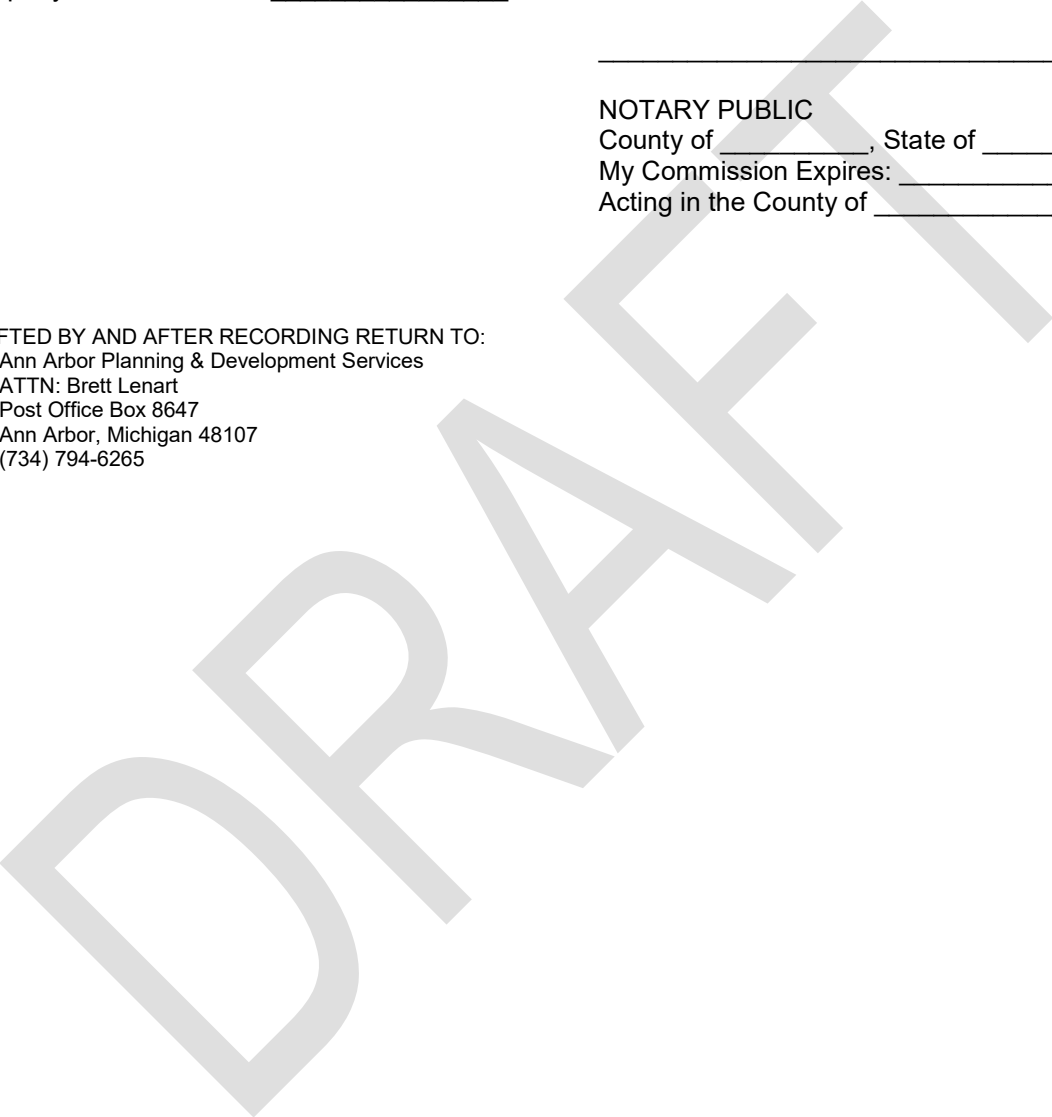 ____________________________________
NOTARY PUBLIC
County of __________, State of _____
My Commission Expires: ___________
Acting in the County of ____________
FTED BY AND AFTER RECORDING RETURN TO:
Ann Arbor Planning & Development Services
ATTN: Brett Lenart
Post Office Box 8647
Ann Arbor, Michigan 48107
(734) 794-6265
DRAFT